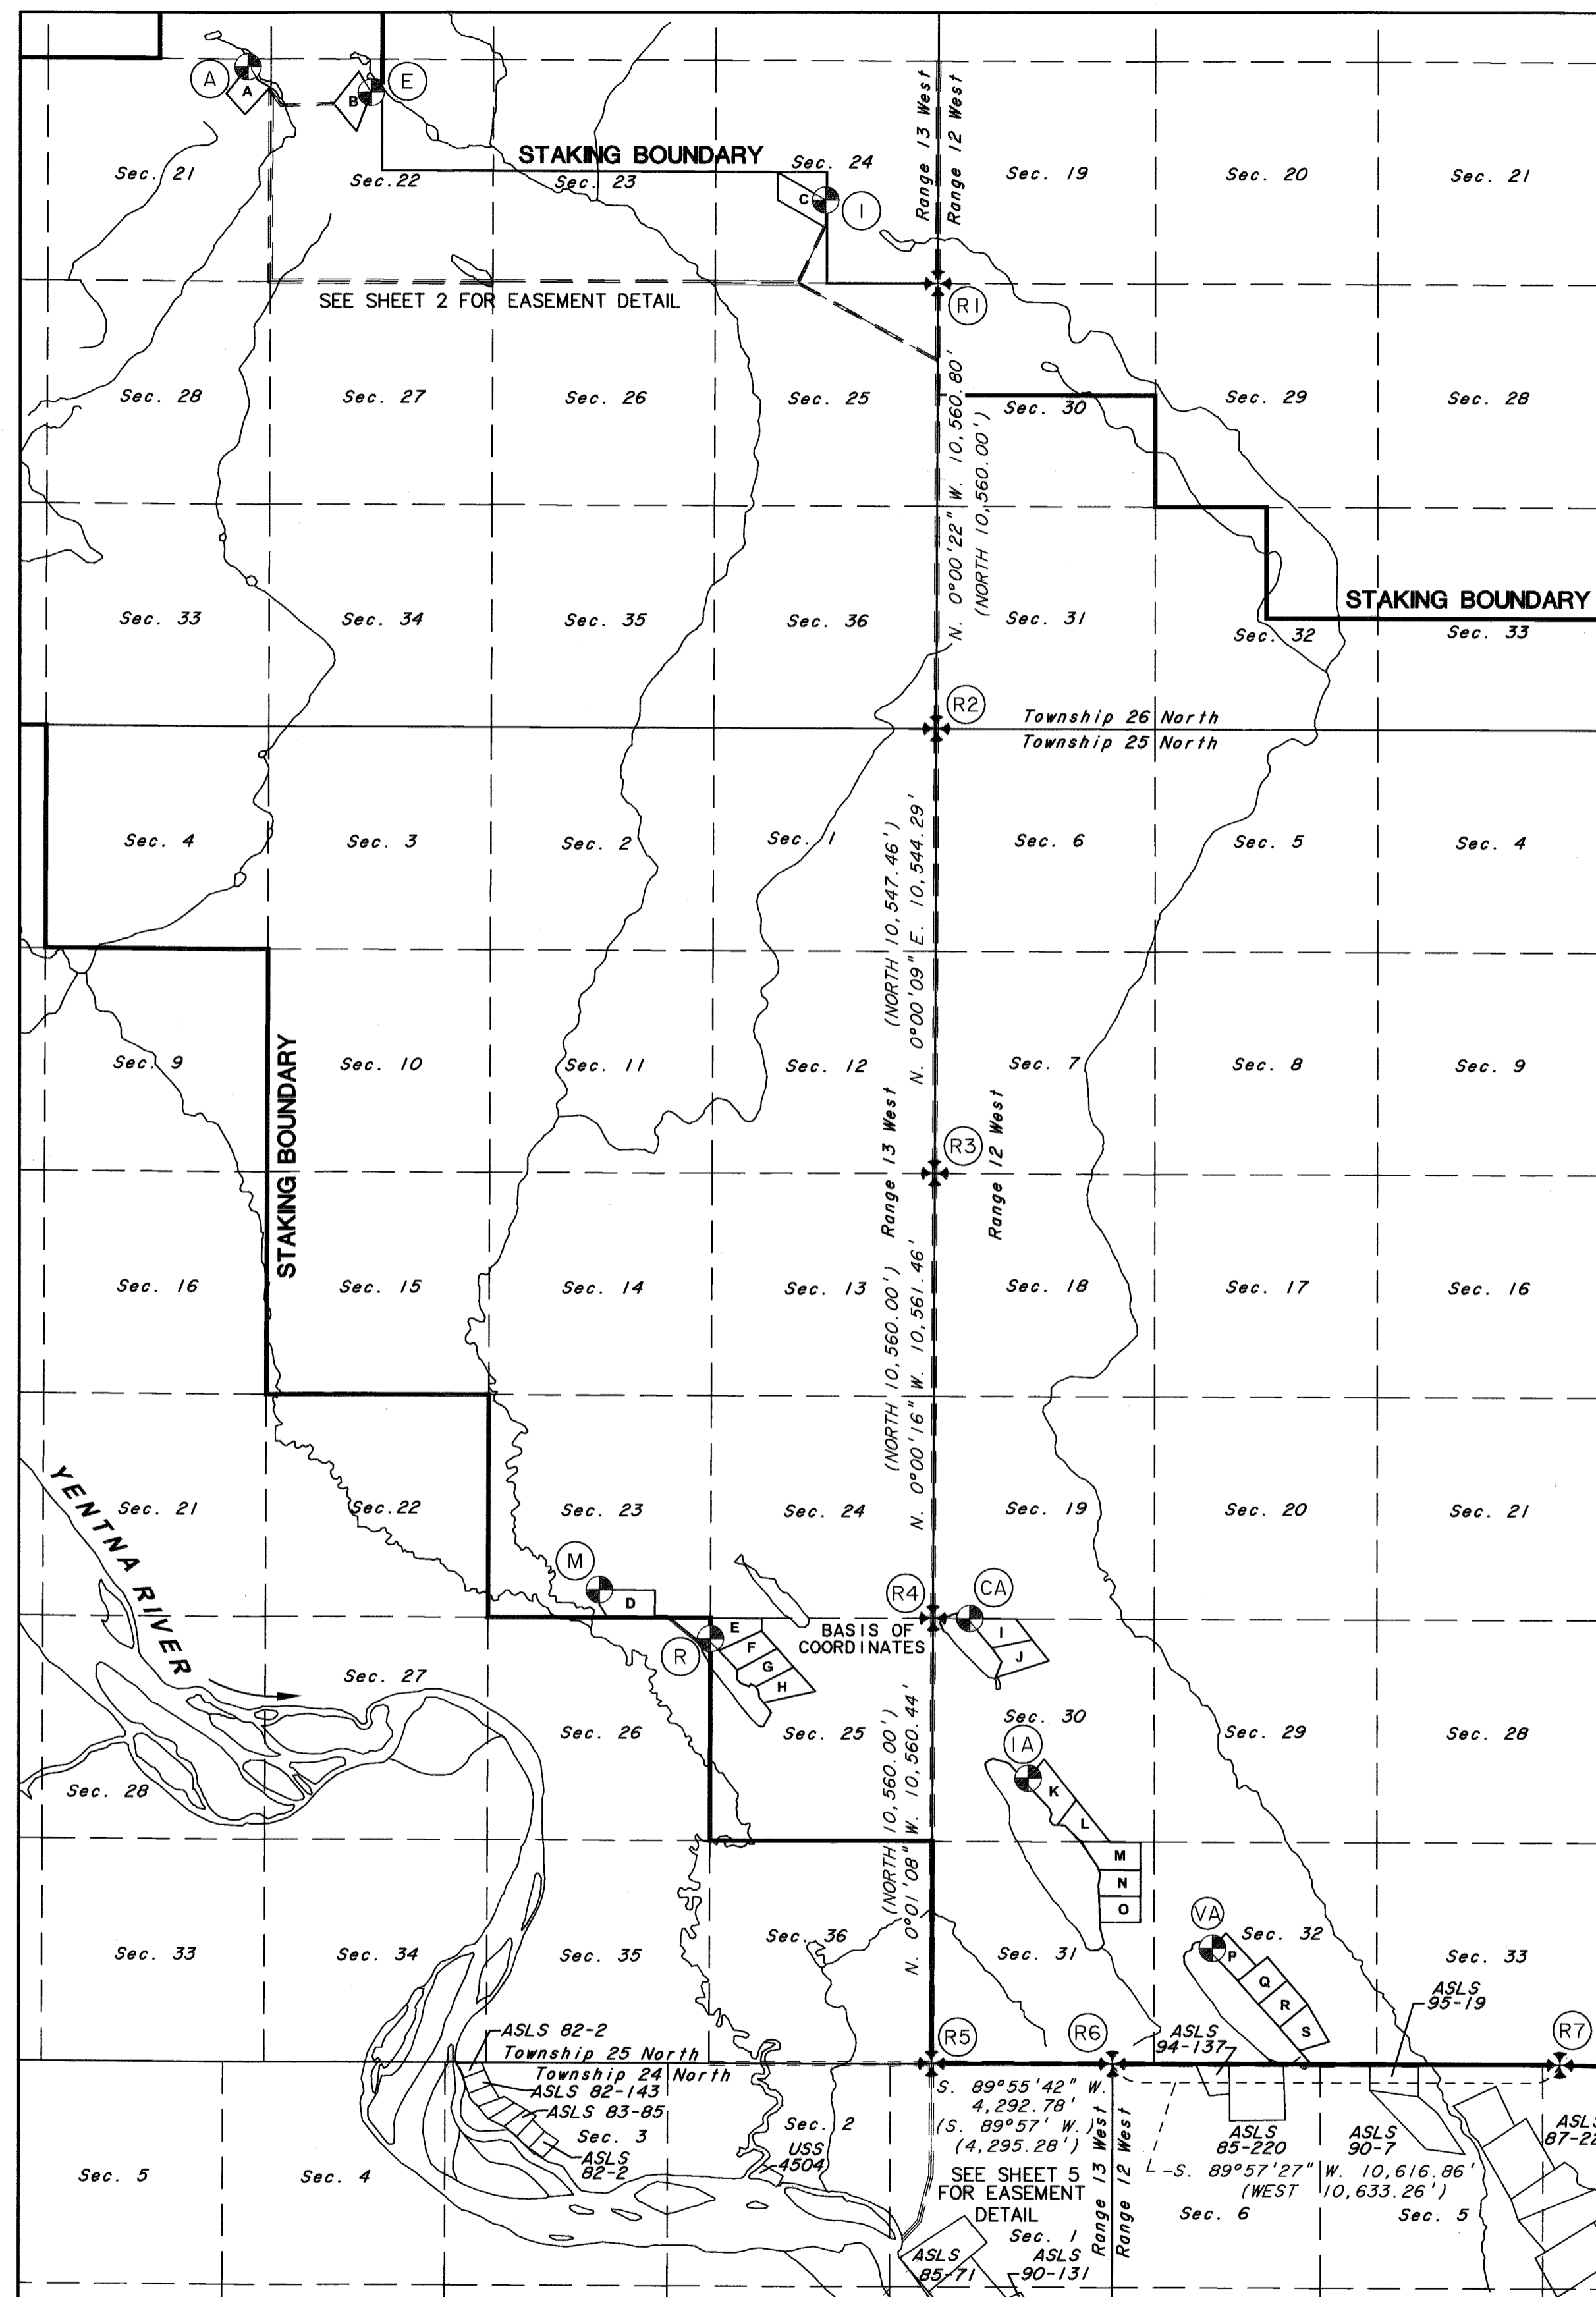 A
A
B
E
STAKING BOUNDARY
Sec. 24
Range 13 West
Range 12 West
Sec. 21
Sec. 22
Sec. 23
Sec. 19
Sec. 20
Sec. 21
C
I
SEE SHEET 2 FOR EASEMENT DETAIL
R1
Sec. 28
Sec. 27
Sec. 26
Sec. 25
Sec. 30
Sec. 29
Sec. 28
N. 0°00'22" W. 10,560.80'
(NORTH 10,560.00')
STAKING BOUNDARY
Sec. 33
Sec. 34
Sec. 35
Sec. 36
Sec. 31
Sec. 32
Sec. 33
R2
Township 26 North
Township 25 North
Sec. 4
Sec. 3
Sec. 2
Sec. 1
Sec. 6
Sec. 5
Sec. 4
(NORTH 10,547.46')
N. 0°00'09" E. 10,544.29'
Sec. 9
Sec. 10
Sec. 11
Sec. 12
Sec. 7
Sec. 8
Sec. 9
STAKING BOUNDARY
Range 13 West
Range 12 West
R3
Sec. 16
Sec. 15
Sec. 14
Sec. 13
Sec. 18
Sec. 17
Sec. 16
(NORTH 10,560.00')
N. 0°00'16" W. 10,561.46'
YENTNA RIVER
Sec. 21
Sec. 22
Sec. 23
Sec. 24
Sec. 19
Sec. 20
Sec. 21
M
D
R4
CA
BASIS OF
COORDINATES
R
E
F
G
H
I
J
Sec. 27
Sec. 26
Sec. 25
Sec. 30
Sec. 29
Sec. 28
Sec. 28
(NORTH 10,560.00')
N. 0°01'08" W. 10,560.44'
IA
K
L
M
N
O
VA
Sec. 33
Sec. 34
Sec. 35
Sec. 36
Sec. 31
Sec. 32
Sec. 33
P
Q
R
S
ASLS
95-19
ASLS 82-2
Township 25 North
Township 24 North
R5
R6
ASLS
94-137
R7
ASLS 82-143
ASLS 83-85
Sec. 3
ASLS
82-2
Sec. 2
USS
4504
S. 89°55'42" W.
4,292.78'
(S. 89°57' W.)
(4,295.28')
Range 13 West
Range 12 West
ASLS
85-220
ASLS
90-7
ASLS
Sec. 5
Sec. 4
SEE SHEET 5
FOR EASEMENT
DETAIL
S. 89°57'27" W. 10,616.86'
(WEST 10,633.26')
Sec. 1
Sec. 6
Sec. 5
ASLS
85-71
ASLS
90-131